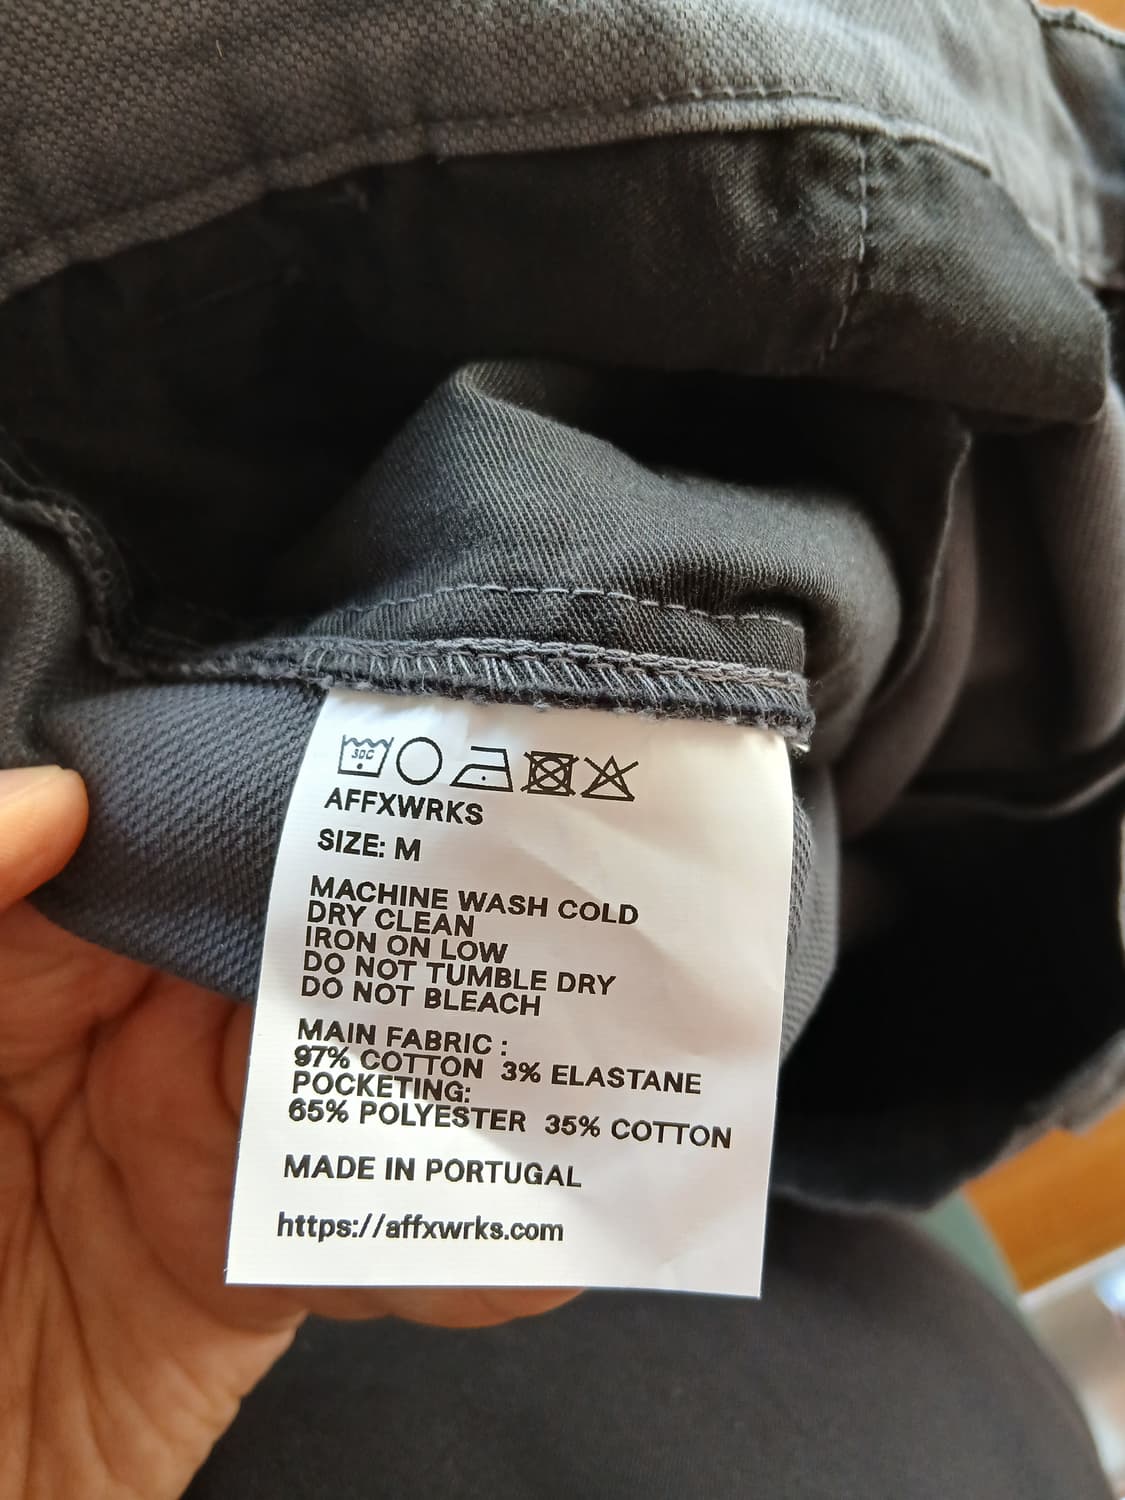 30C
AFFXWRKS
SIZE: M
MACHINE WASH COLD
DRY CLEAN
IRON ON LOW
DO NOT TUMBLE DRY
DO NOT BLEACH
MAIN FABRIC :
97% COTTON 3% ELASTANE
POCKETING:
65% POLYESTER 35% COTTON
MADE IN PORTUGAL
https://affxwrks.com